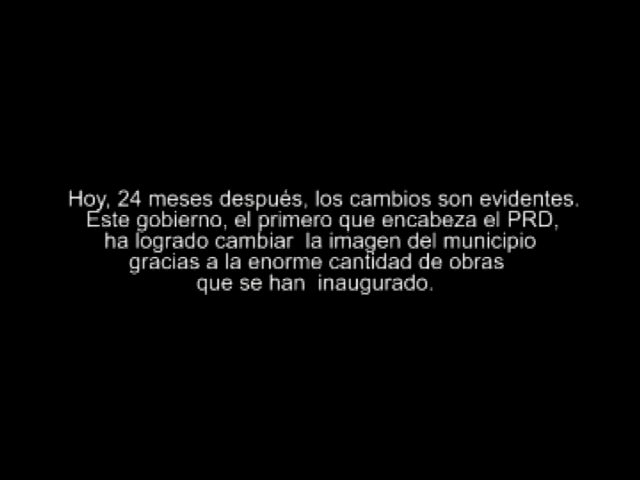 Hoy, 24 meses después, los cambios son evidentes.
Este gobierno, el primero que encabeza el PRD,
ha logrado cambiar  la imagen del municipio
gracias a la enorme cantidad de obras
que se han  inaugurado.